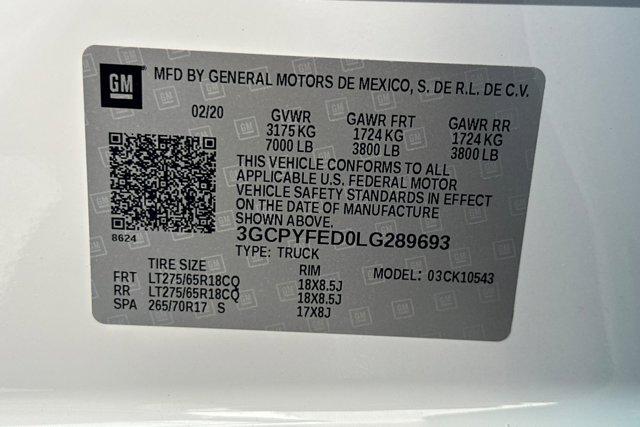 GM
MFD BY GENERAL MOTORS DE MEXICO, S. DE R.L. DE C.V.
02/20 GVWR GAWR FRT GAWR RR
3175 KG 1724 KG 1724 KG
7000 LB 3800 LB 3800 LB
THIS VEHICLE CONFORMS TO ALL
APPLICABLE U.S. FEDERAL MOTOR
VEHICLE SAFETY STANDARDS IN EFFECT
ON THE DATE OF MANUFACTURE
SHOWN ABOVE.
8624
3GCPYFED0LG289693
TYPE: TRUCK
TIRE SIZE RIM MODEL: 03CK10543
FRT LT275/65R18CQ 18X8.5J
RR LT275/65R18CQ 18X8.5J
SPA 265/70R17 S 17X8J